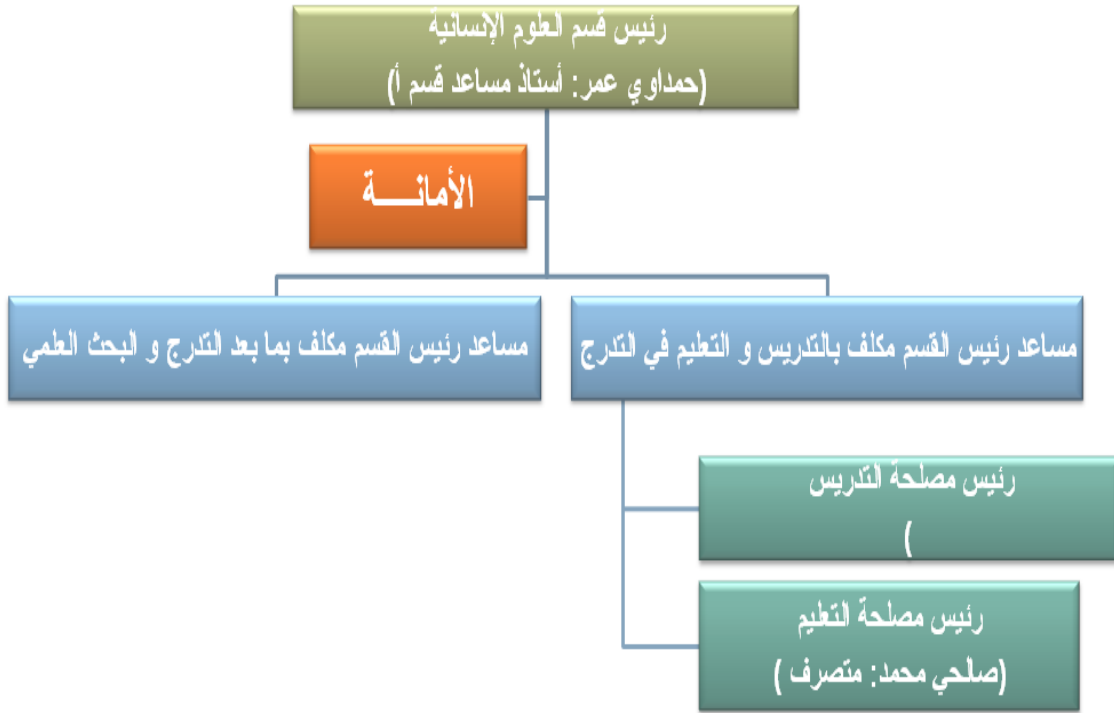 رئيس قسم العلوم الإنسانية
(حمداوي عمر: أستاذ مساعد قسم أ)
الأمانــــة
مساعد رئيس القسم مكلف بالتدريس و التعليم في التدرج
مساعد رئيس القسم مكلف بما بعد التدرج و البحث العلمي
رئيس مصلحة التدريس
(
رئيس مصلحة التعليم
(صالحي محمد: متصرف )